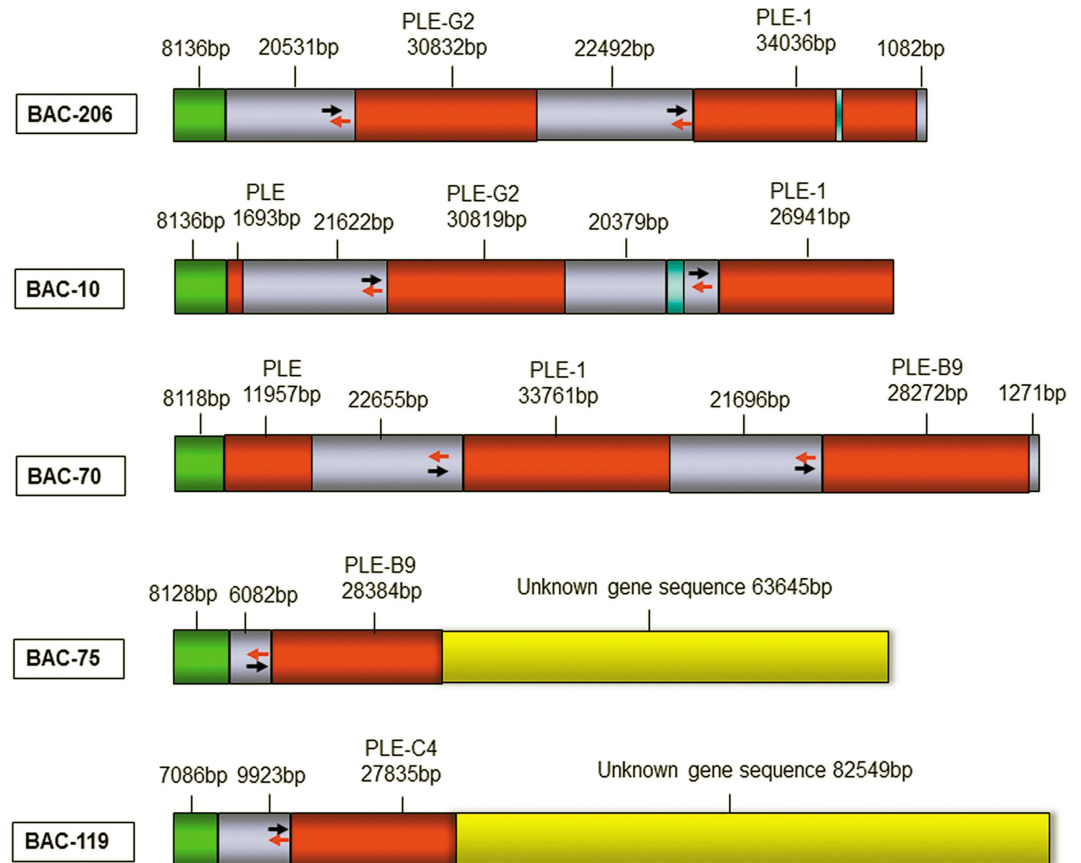 PLE-G2 PLE-1
8136bp 20531bp 30832bp 22492bp 34036bp 1082bp
BAC-206
PLE PLE-G2 PLE-1
8136bp 1693bp 21622bp 30819bp 20379bp 26941bp
BAC-10
PLE PLE-1 PLE-B9
8118bp 11957bp 22655bp 33761bp 21696bp 28272bp 1271bp
BAC-70
PLE-B9
8128bp 6082bp 28384bp Unknown gene sequence 63645bp
BAC-75
PLE-C4
7086bp 9923bp 27835bp Unknown gene sequence 82549bp
BAC-119